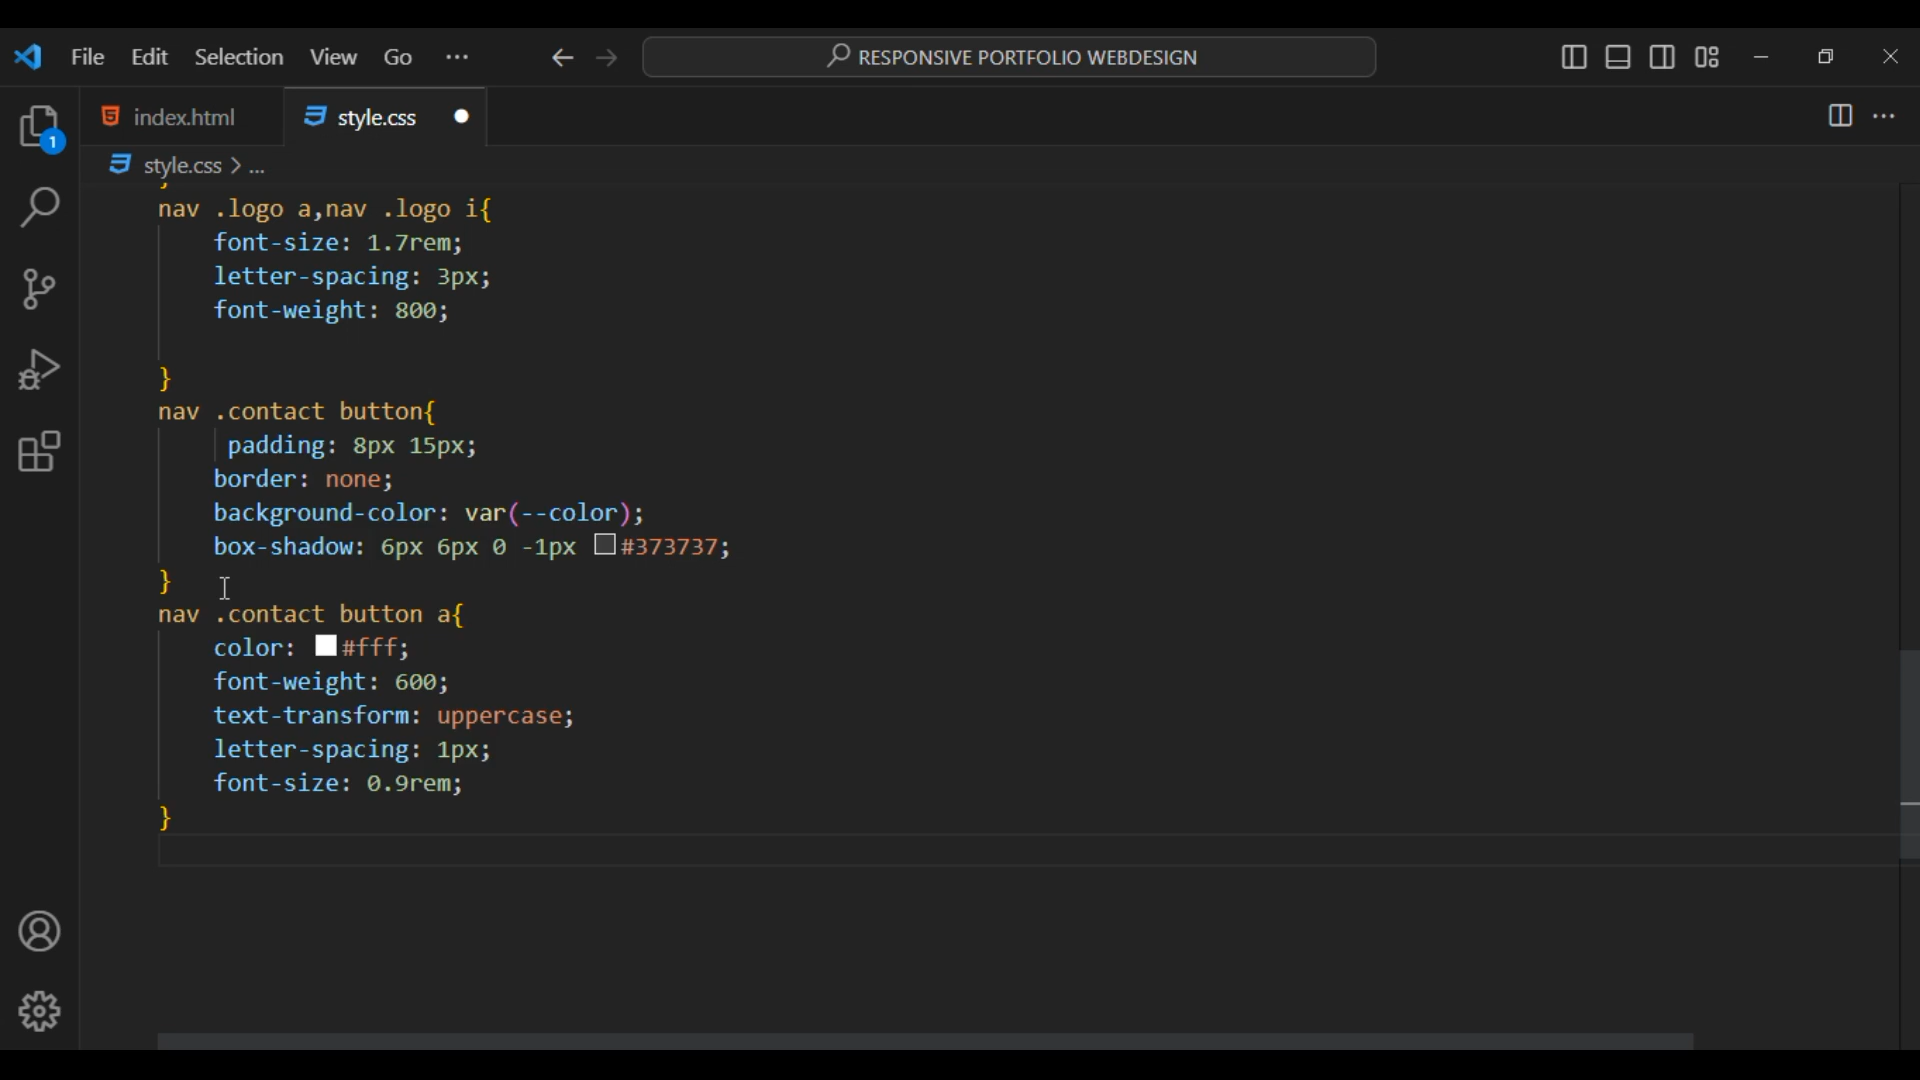 File Edit Selection View Go ···
RESPONSIVE PORTFOLIO WEBDESIGN
index.html
style.css
style.css > ...
1
nav .logo a,nav .logo i{
font-size: 1.7rem;
letter-spacing: 3px;
font-weight: 800;
}
nav .contact button{
padding: 8px 15px;
border: none;
background-color: var(--color);
box-shadow: 6px 6px 0 -1px #373737;
}
nav .contact button a{
color: #fff;
font-weight: 600;
text-transform: uppercase;
letter-spacing: 1px;
font-size: 0.9rem;
}